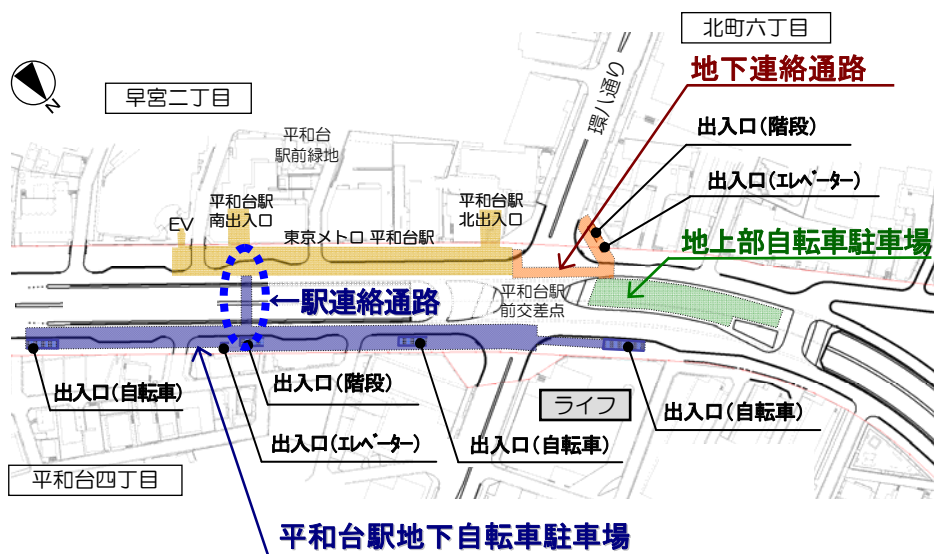 北町六丁目
地下連絡通路
早宮二丁目
N
環八通り
出入口(階段)
平和台
駅前緑地
出入口(エレベーター)
平和台駅
南出入口
平和台駅
北出入口
EV
東京メトロ 平和台駅
地上部自転車駐車場
駅連絡通路
平和台駅
前交差点
出入口(自転車)
出入口(階段)
ライフ
出入口(自転車)
出入口(エレベーター)
出入口(自転車)
平和台四丁目
平和台駅地下自転車駐車場